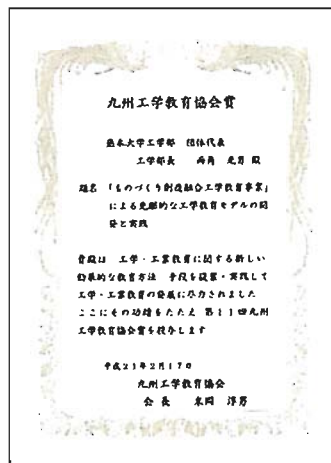 九州工学教育協会賞
熊本大学工学部 団体代表
工学部長 両角 光男 殿
題名 「ものづくり創造融合工学教育事業」
による先駆的な工学教育モデルの開
発と実践
貴殿は 工学・工業教育に関する新しい
効果的な教育方法 手段を提案・実践して
工学・工業教育の発展に尽力されました
ここにその功績をたたえ 第11回九州
工学教育協会賞を授与します
平成21年2月17日
九州工学教育協会
会 長 末岡 淳男